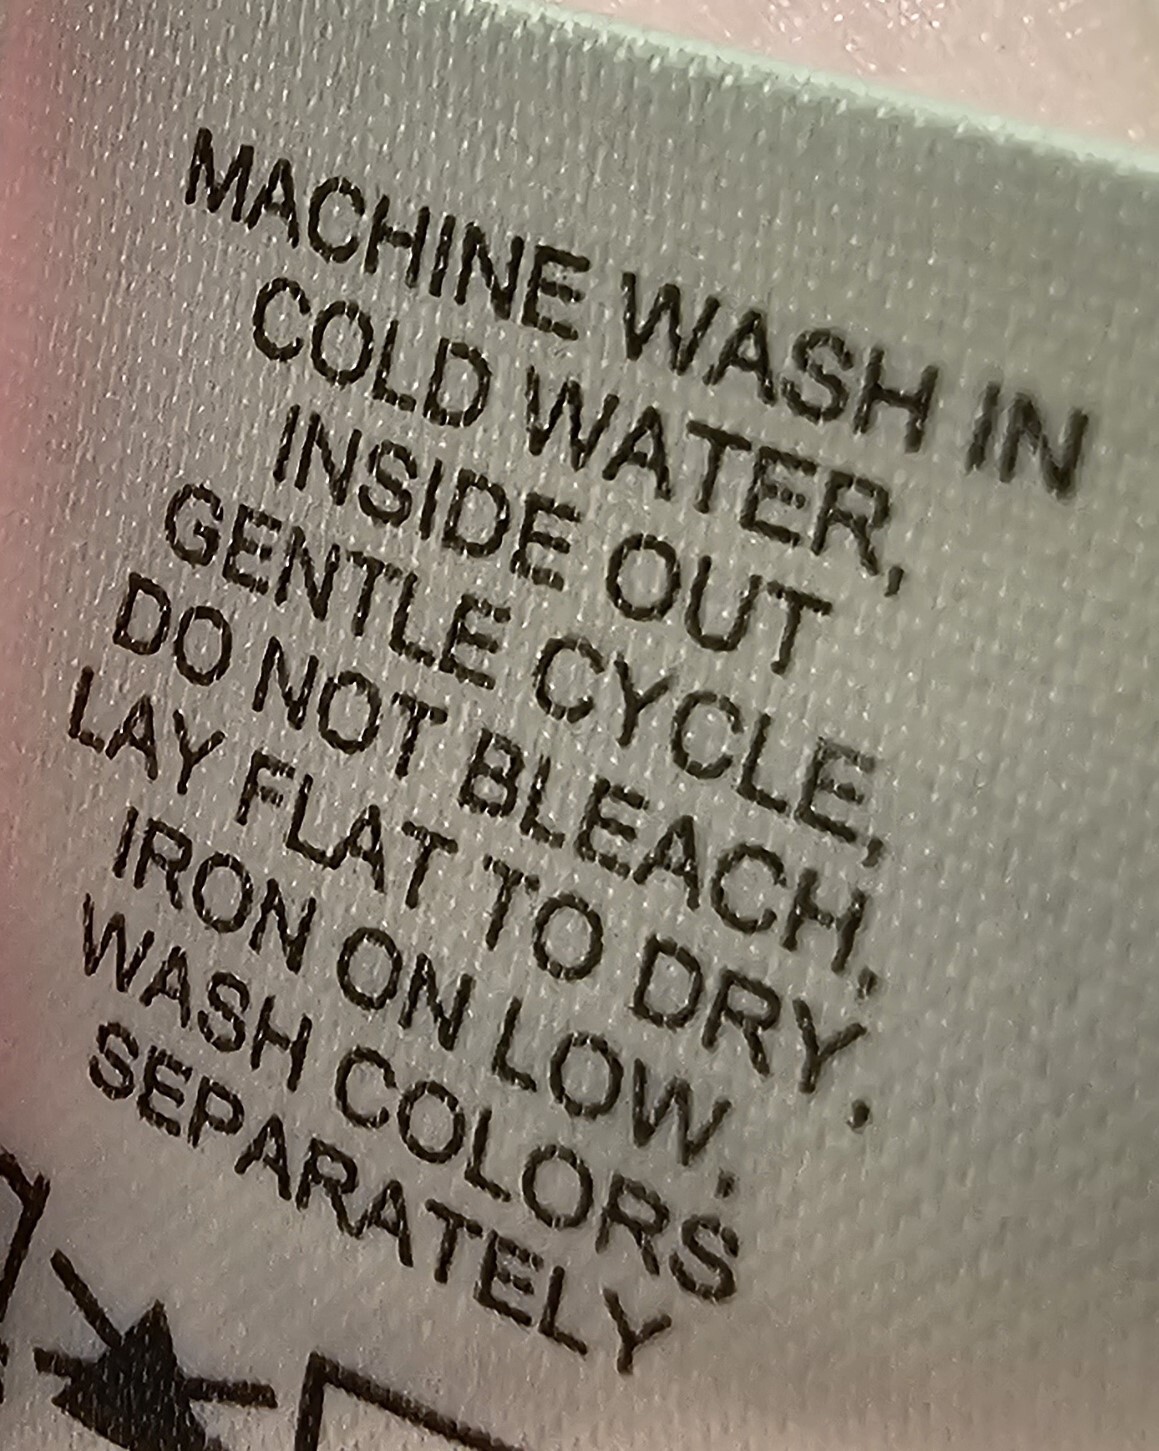 MACHINE WASH IN
COLD WATER,
INSIDE OUT
GENTLE CYCLE,
DO NOT BLEACH,
LAY FLAT TO DRY.
IRON ON LOW,
WASH COLORS
SEPARATELY